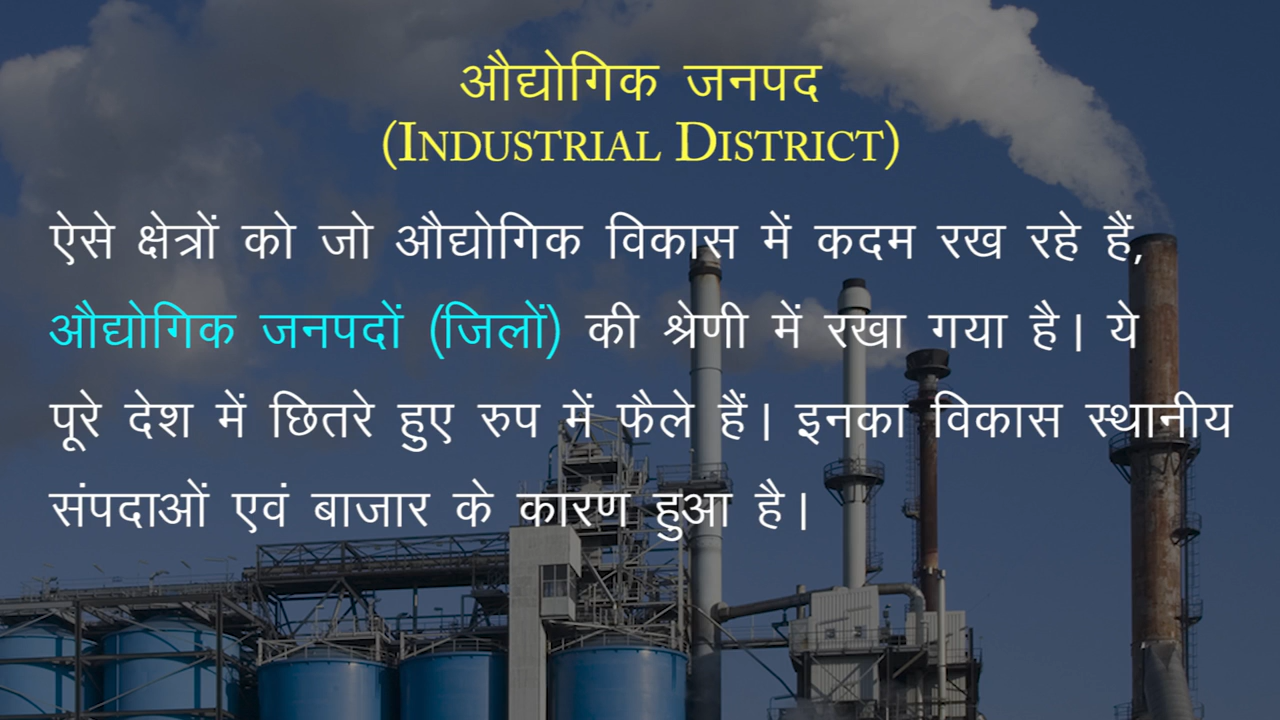 औद्योगिक जनपद
(INDUSTRIAL DISTRICT)
ऐसे क्षेत्रों को जो औद्योगिक विकास में कदम रख रहे हैं,
औद्योगिक जनपदों (जिलों) की श्रेणी में रखा गया है। ये
पूरे देश में छितरे हुए रुप में फैले हैं। इनका विकास स्थानीय
संपदाओं एवं बाजार के कारण हुआ है।